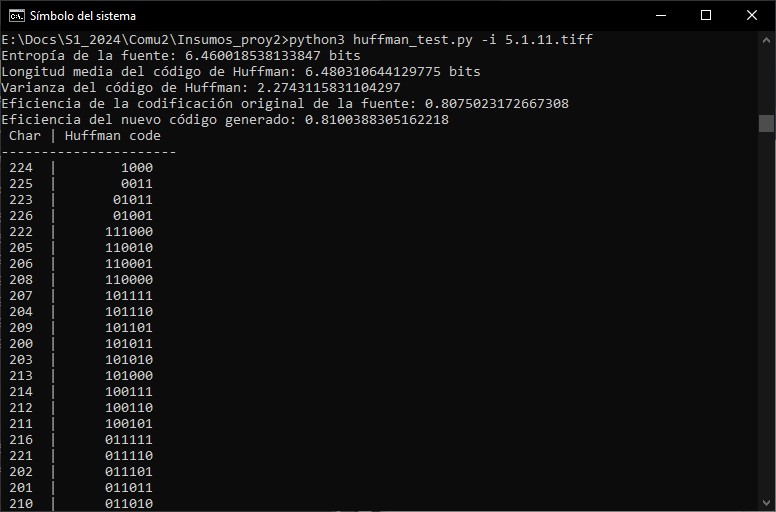 Símbolo del sistema
E:\Docs\S1_2024\Comu2\Insumos_proy2>python3 huffman_test.py -i 5.1.11.tiff
Entropía de la fuente: 6.460018538133847 bits
Longitud media del código de Huffman: 6.480310644129775 bits
Varianza del código de Huffman: 2.2743115831104297
Eficiencia de la codificación original de la fuente: 0.8075023172667308
Eficiencia del nuevo código generado: 0.8100388305162218
Char | Huffman code
----------------------
224 | 1000
225 | 0011
223 | 01011
226 | 01001
222 | 111000
205 | 110010
206 | 110001
208 | 110000
207 | 101111
204 | 101110
209 | 101101
200 | 101011
203 | 101010
213 | 101000
214 | 100111
212 | 100110
211 | 100101
216 | 011111
221 | 011110
202 | 011101
201 | 011011
210 | 011010